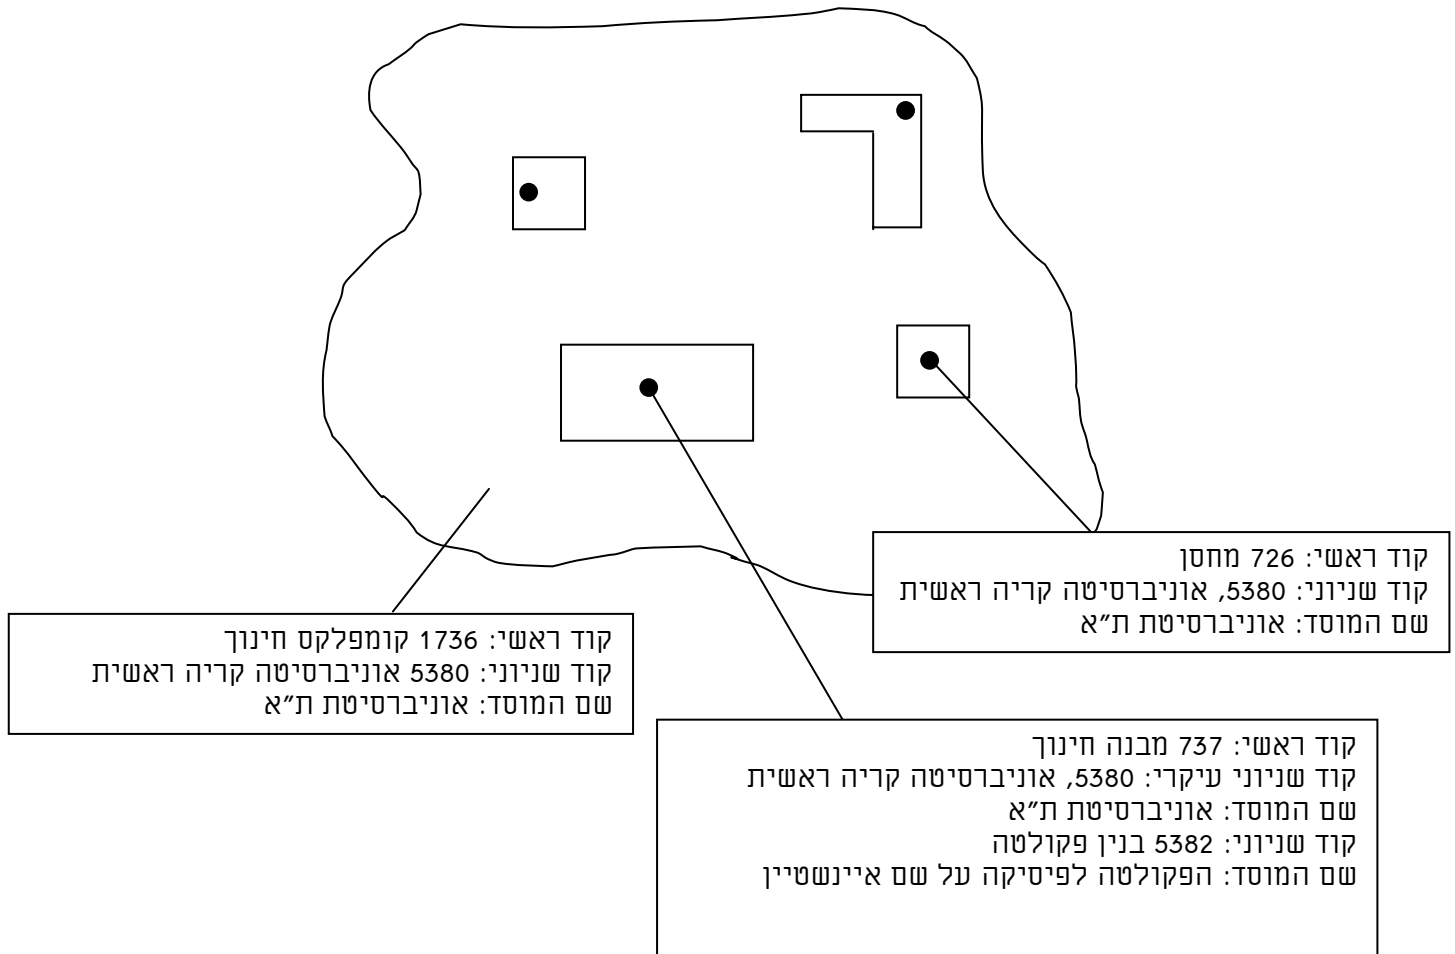 קוד ראשי: 726 מחסן
קוד שניוני: 5380, אוניברסיטה קריה ראשית
שם המוסד: אוניברסיטת ת״א
קוד ראשי: 1736 קומפלקס חינוך
קוד שניוני: 5380 אוניברסיטה קריה ראשית
שם המוסד: אוניברסיטת ת״א
קוד ראשי: 737 מבנה חינוך
קוד שניוני עיקרי: 5380, אוניברסיטה קריה ראשית
שם המוסד: אוניברסיטת ת״א
קוד שניוני: 5382 בנין פקולטה
שם המוסד: הפקולטה לפיסיקה על שם איינשטיין